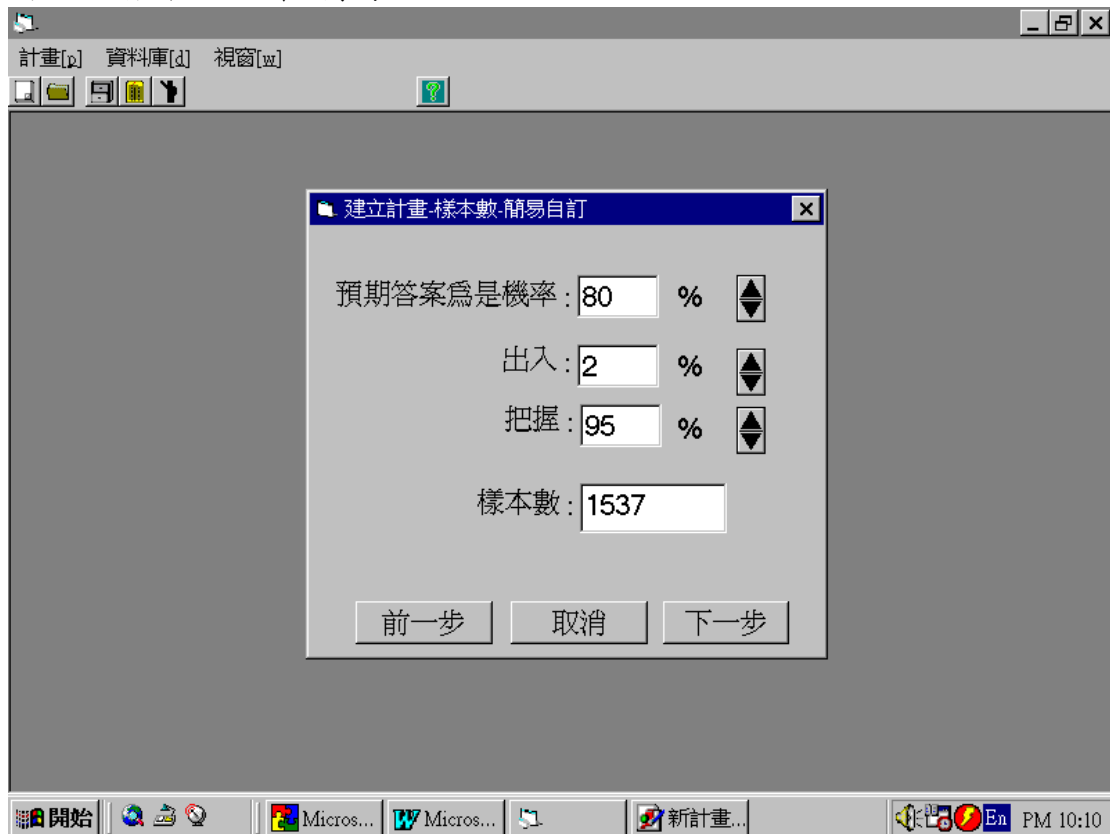 計畫[p] 資料庫[d] 視窗[w]
建立計畫-樣本數-簡易自訂
預期答案爲是機率 : 80 %
出入 : 2 %
把握 : 95 %
樣本數 : 1537
前一步 取消 下一步
開始 Micros... Micros... 新計畫... En PM 10:10